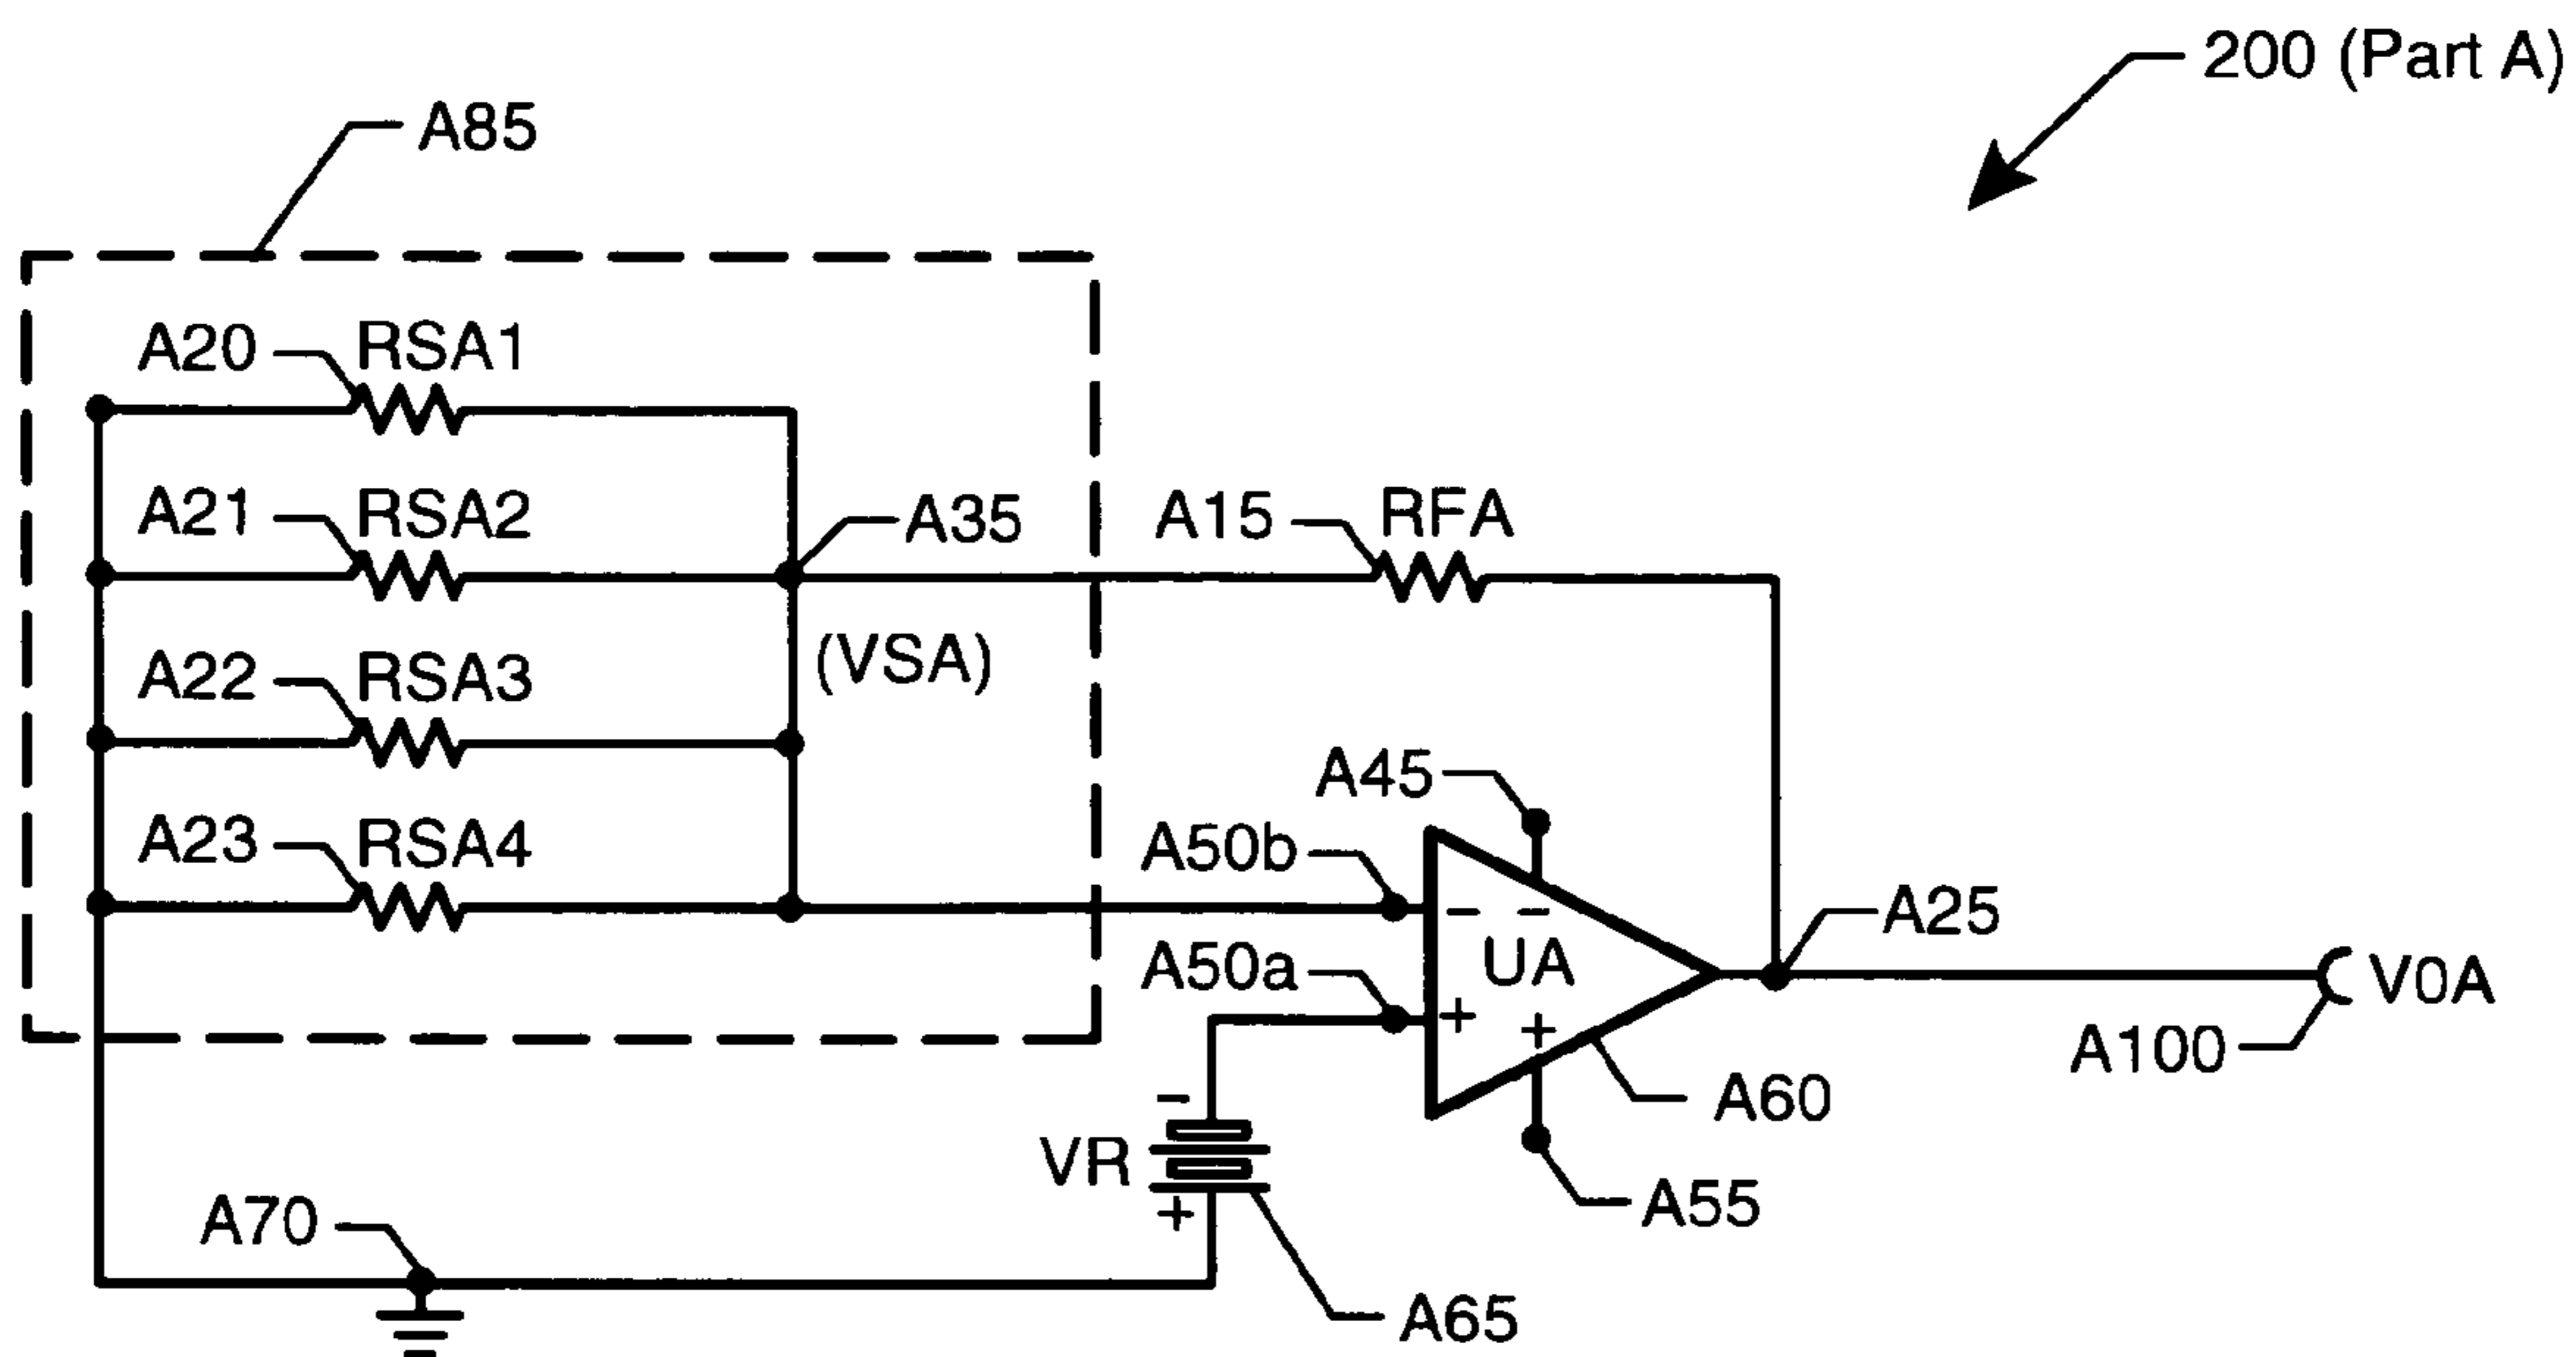 200 (Part A)
A85
A20 RSA1
A21 RSA2
A35
A15 RFA
(VSA)
A22 RSA3
A45
A23 RSA4
A50b
- -
UA
A25
A50a
+ +
V0A
A100
-
A60
VR
+
A55
A70
A65